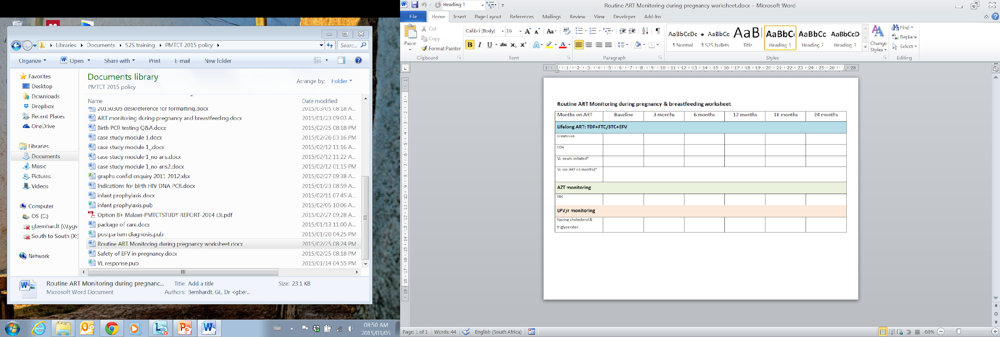 Libraries Documents S2S training PMTCT 2015 policy
Searc...
Organize Open Share with Print E-mail New folder
Favorites
Desktop
Downloads
Dropbox
Recent Places
OneDrive
Libraries
Documents
Music
Pictures
Videos
Computer
OS (C:)
gbernhardt (\\tygs
South to South (X:)
Network
Documents library
PMTCT 2015 policy
Arrange by: Folder
Name Date modified
20150305 deskreference for formatting.docx 2015/03/05 08:18 A...
ART monitoring during pregnancy and breastfeeding.docx 2015/01/23 09:03 A...
Birth PCR testing Q&A.docx 2015/02/25 08:18 PM
case study module 1.docx 2015/02/26 03:16 PM
case study module 1_.docx 2015/02/12 11:16 A...
case study module 1_no ans.docx 2015/02/12 11:22 A...
case study module 1_no ans2.docx 2015/02/12 01:15 PM
graphs confid enquiry 2011 2012.xlsx 2015/02/27 09:38 A...
Indications for birth HIV DNA PCR.docx 2015/01/23 08:59 A...
infant prophylaxis.docx 2015/02/11 07:45 A...
infant prophylaxis.pub 2015/02/05 10:06 A...
Option B+ Malawi-PMTCTSTUDY REPORT-2014 (3).pdf 2015/02/27 09:28 A...
package of care.docx 2015/01/13 11:00 A...
postpartum diagnosis.pub 2015/01/20 04:25 PM
Routine ART Monitoring during pregnancy worksheet.docx 2015/02/25 08:24 PM
Safety of EFV in pregnancy.docx 2015/02/25 08:18 PM
VL response.pub 2015/01/14 04:55 PM
Routine ART Monitoring during pregnanc... Title: Add a title Size: 23.1 KB
Microsoft Word Document Authors: Bernhardt, GL, Dr <gber...
08:50 AM
2015/03/05
Heading 1
Routine ART Monitoring during pregnancy worksheet.docx - Microsoft Word
File Home Insert Page Layout References Mailings Review View Developer Add-Ins
Paste
Cut
Copy
Format Painter
Clipboard
Calibri (Body) 16
Font
Paragraph
AaBbCcDc AaBbCc AaB AaBbC AaBbCc AaBbCcD
¶ Normal ¶ S2S bullets Title Heading 1 Heading 2 Heading 3
Change
Styles
Styles
Find
Replace
Select
Editing
Routine ART Monitoring during pregnancy & breastfeeding worksheet
Months on ART Baseline 3 months 6 months 12 months 18 months 24 months
Lifelong ART: TDF+FTC/3TC+EFV
Creatinine
CD4
VL newly initiated*
VL (on ART ≥3 months)*
AZT monitoring
FBC
LPV/r monitoring
Fasting cholesterol &
triglycerides
Page: 1 of 1 Words: 44 English (South Africa) 60%